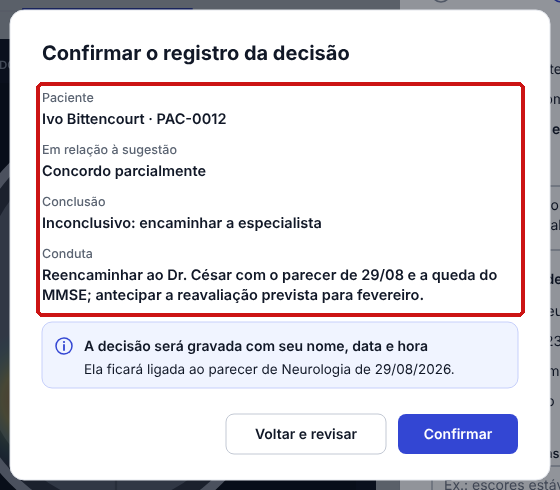 Confirmar o registro da decisão
Paciente
Ivo Bittencourt · PAC-0012
Em relação à sugestão
Concordo parcialmente
Conclusão
Inconclusivo: encaminhar a especialista
Conduta
Reencaminhar ao Dr. César com o parecer de 29/08 e a queda do
MMSE; antecipar a reavaliação prevista para fevereiro.
A decisão será gravada com seu nome, data e hora
Ela ficará ligada ao parecer de Neurologia de 29/08/2026.
Voltar e revisar
Confirmar
Ex.: escores está